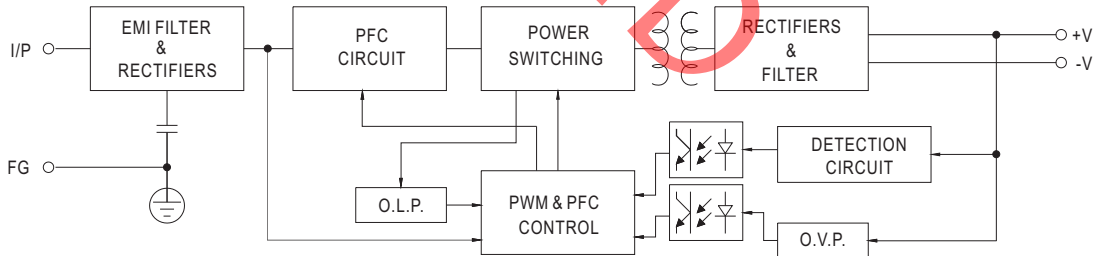 I/P
EMI FILTER
&
RECTIFIERS
PFC
CIRCUIT
POWER
SWITCHING
RECTIFIERS
&
FILTER
+V
-V
FG
O.L.P.
PWM & PFC
CONTROL
DETECTION
CIRCUIT
O.V.P.